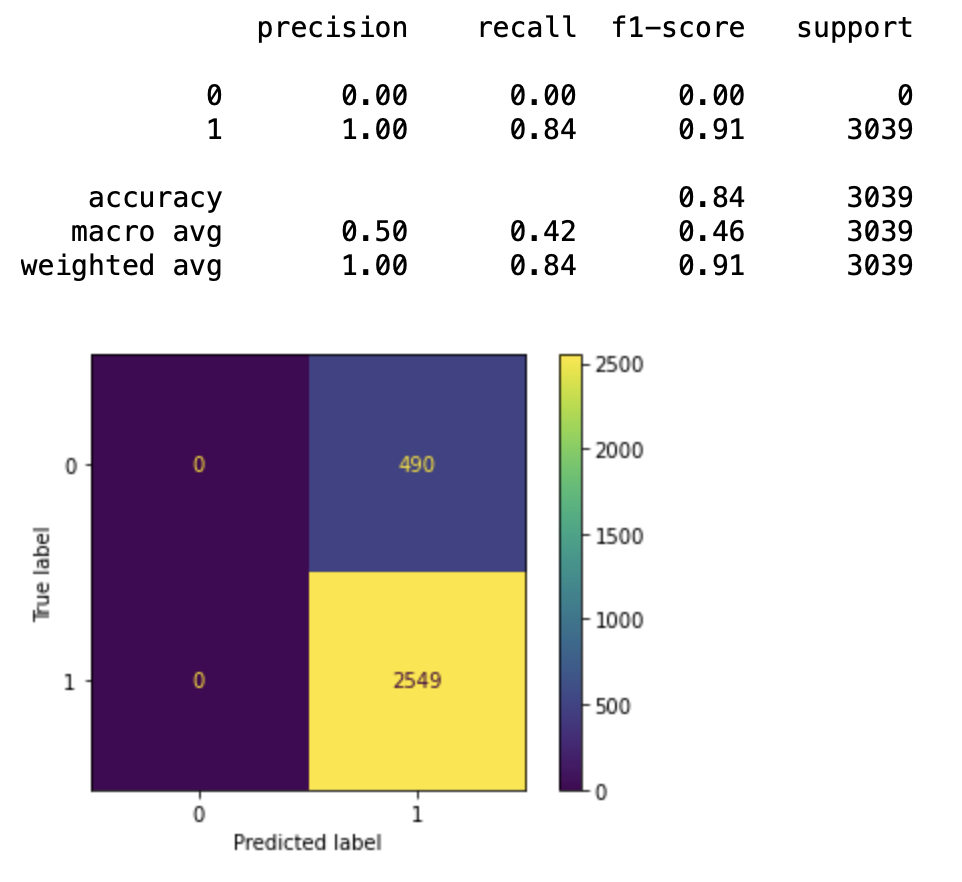 precision recall f1-score support
0 0.00 0.00 0.00 0
1 1.00 0.84 0.91 3039
accuracy 0.84 3039
macro avg 0.50 0.42 0.46 3039
weighted avg 1.00 0.84 0.91 3039
2500
2000
1500
1000
500
0
0 0 490
True label
1 0 2549
0 1
Predicted label